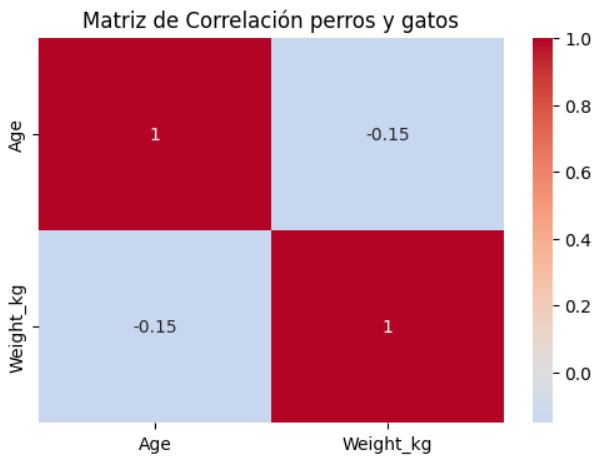 Matriz de Correlación perros y gatos
Age
1
-0.15
Weight_kg
-0.15
1
Age
Weight_kg
1.0
0.8
0.6
0.4
0.2
0.0